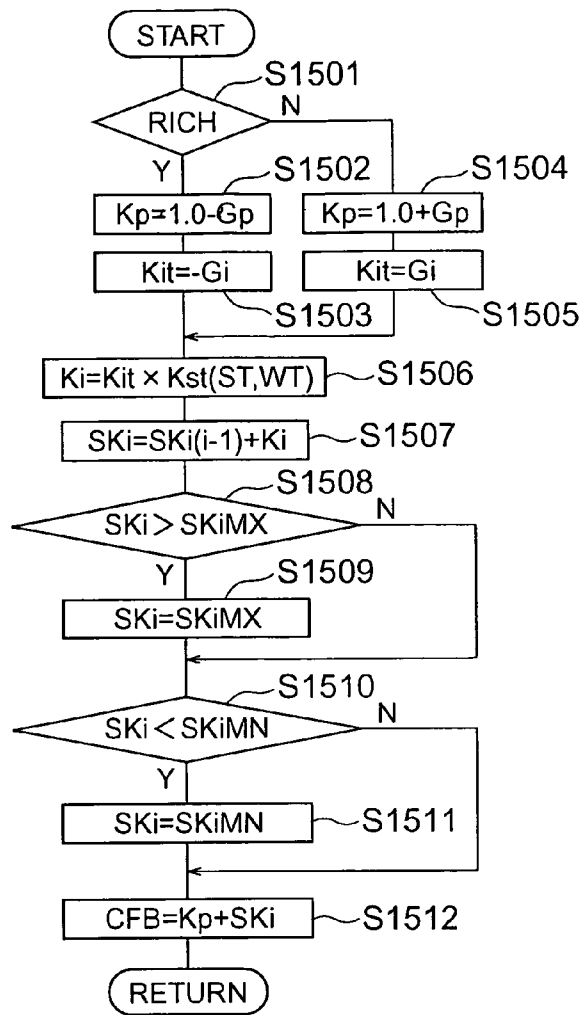 START
S1501
RICH
N
Y
S1502
S1504
Kp=1.0-Gp
Kp=1.0+Gp
Kit=-Gi
Kit=Gi
S1503
S1505
Ki=Kit × Kst(ST,WT)
S1506
SKi=SKi(i-1)+Ki
S1507
S1508
SKi > SKiMX
N
Y
S1509
SKi=SKiMX
S1510
SKi < SKiMN
N
Y
SKi=SKiMN
S1511
CFB=Kp+SKi
S1512
RETURN